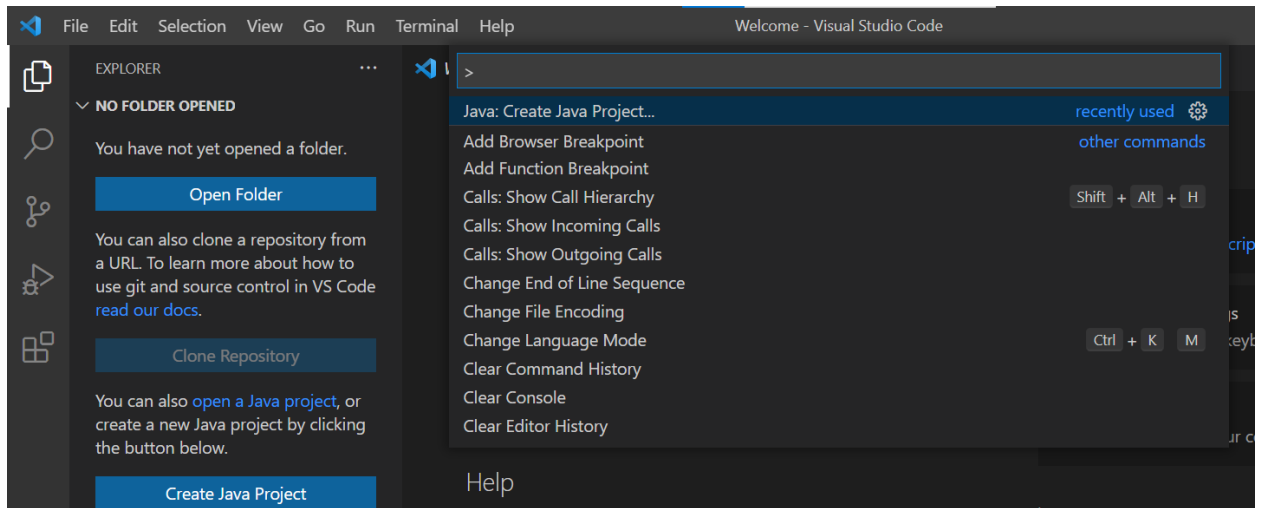 File Edit Selection View Go Run Terminal Help Welcome - Visual Studio Code
EXPLORER
NO FOLDER OPENED
You have not yet opened a folder.
Open Folder
You can also clone a repository from
a URL. To learn more about how to
use git and source control in VS Code
read our docs.
Clone Repository
You can also open a Java project, or
create a new Java project by clicking
the button below.
Create Java Project
>
Java: Create Java Project... recently used
Add Browser Breakpoint other commands
Add Function Breakpoint
Calls: Show Call Hierarchy Shift + Alt + H
Calls: Show Incoming Calls
Calls: Show Outgoing Calls
Change End of Line Sequence
Change File Encoding
Change Language Mode Ctrl + K M
Clear Command History
Clear Console
Clear Editor History
Help